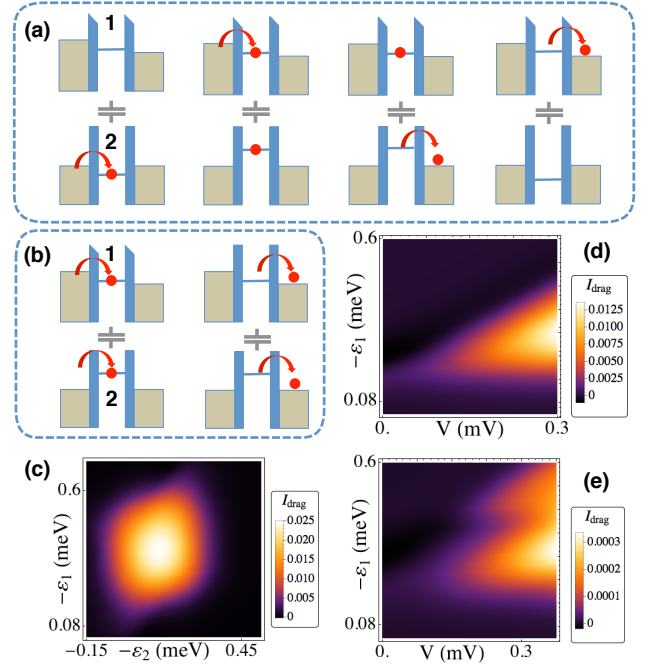 (a)
1
2
(b)
1
2
(d)
0.6
−ε1 (meV)
0.08
0.
V (mV)
0.3
Idrag
0.0125
0.0100
0.0075
0.0050
0.0025
0
(c)
0.6
−ε1 (meV)
0.08
−0.15
−ε2 (meV)
0.45
Idrag
0.025
0.020
0.015
0.010
0.005
0
(e)
0.6
−ε1 (meV)
0.08
0.
V (mV)
0.3
Idrag
0.0003
0.0002
0.0001
0